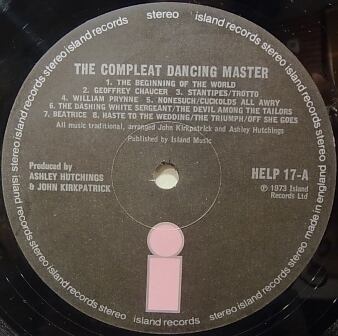 stereo island records stereo island records stereo island records stereo island records made in england stereo island records stereo island records stereo island records
THE COMPLEAT DANCING MASTER
1. THE BEGINNING OF THE WORLD
2. GEOFFREY CHAUCER 3. STANTIPES/TROTTO
4. WILLIAM PRYNNE 5. NONESUCH/CUCKOLDS ALL AWRY
6. THE DASHING WHITE SERGEANT/THE DEVIL AMONG THE TAILORS
7. BEATRICE 8. HASTE TO THE WEDDING/THE TRIUMPH/OFF SHE GOES
All music traditional, arranged John Kirkpatrick and Ashley Hutchings
Published by Island Music
Produced by
ASHLEY HUTCHINGS
& JOHN KIRKPATRICK
HELP 17-A
℗ 1973 Island
Records Ltd
i